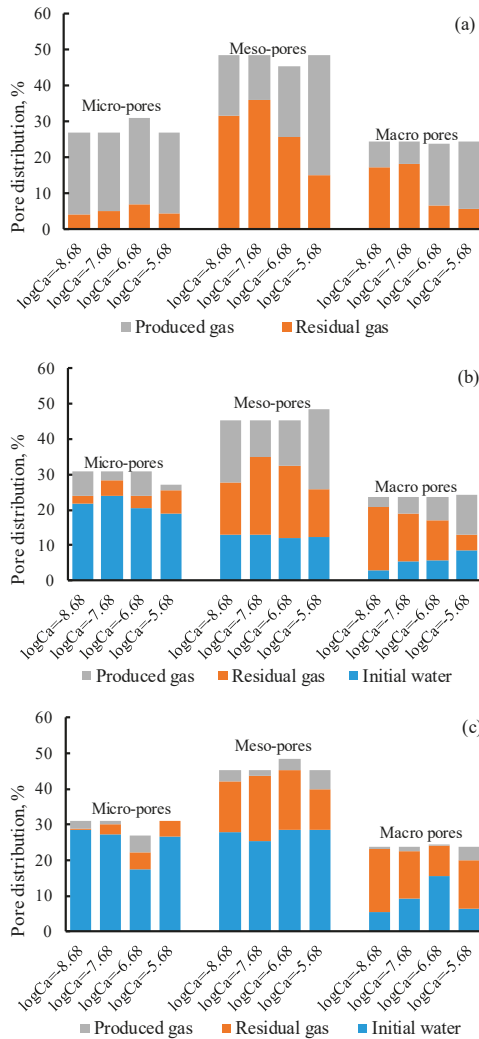 (a)
60
50
40
30
20
10
0
Pore distribution, %
Micro-pores
Meso-pores
Macro pores
logCa=-8.68
logCa=-7.68
logCa=-6.68
logCa=-5.68
logCa=-8.68
logCa=-7.68
logCa=-6.68
logCa=-5.68
logCa=-8.68
logCa=-7.68
logCa=-6.68
logCa=-5.68
Produced gas Residual gas
(b)
60
50
40
30
20
10
0
Pore distribution, %
Micro-pores
Meso-pores
Macro pores
logCa=-8.68
logCa=-7.68
logCa=-6.68
logCa=-5.68
logCa=-8.68
logCa=-7.68
logCa=-6.68
logCa=-5.68
logCa=-8.68
logCa=-7.68
logCa=-6.68
logCa=-5.68
Produced gas Residual gas Initial water
(c)
60
50
40
30
20
10
0
Pore distribution, %
Micro-pores
Meso-pores
Macro pores
logCa=-8.68
logCa=-7.68
logCa=-6.68
logCa=-5.68
logCa=-8.68
logCa=-7.68
logCa=-6.68
logCa=-5.68
logCa=-8.68
logCa=-7.68
logCa=-6.68
logCa=-5.68
Produced gas Residual gas Initial water